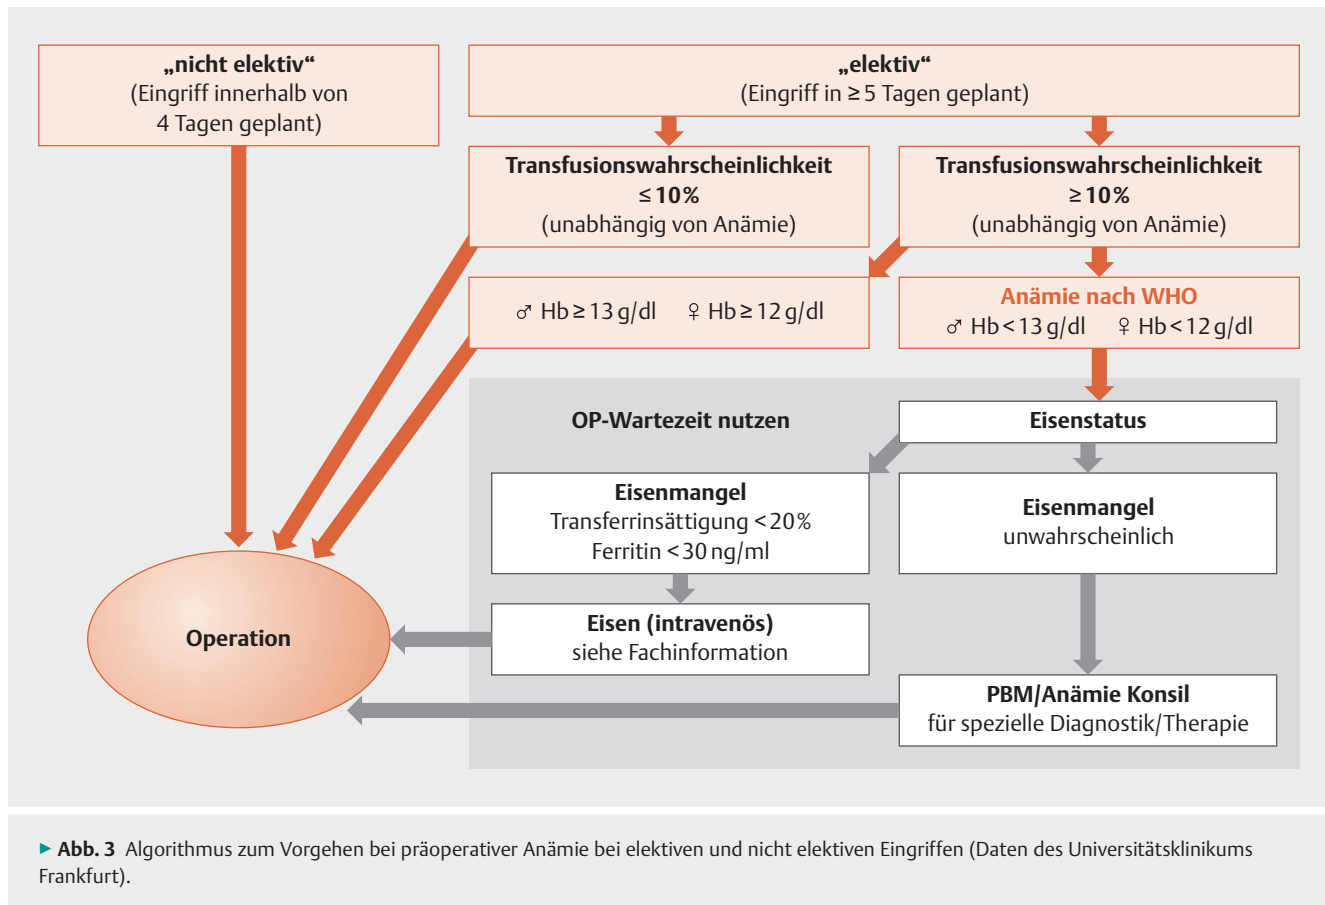 „nicht elektiv“
(Eingriff innerhalb von
4 Tagen geplant)
„elektiv“
(Eingriff in ≥ 5 Tagen geplant)
Transfusionswahrscheinlichkeit
≤ 10 %
(unabhängig von Anämie)
Transfusionswahrscheinlichkeit
≥ 10 %
(unabhängig von Anämie)
♂ Hb ≥ 13 g/dl ♀ Hb ≥ 12 g/dl
Anämie nach WHO
♂ Hb < 13 g/dl ♀ Hb < 12 g/dl
OP-Wartezeit nutzen
Eisenstatus
Eisenmangel
Transferrinsättigung < 20 %
Ferritin < 30 ng/ml
Eisenmangel
unwahrscheinlich
Eisen (intravenös)
siehe Fachinformation
Operation
PBM/Anämie Konsil
für spezielle Diagnostik/Therapie
► Abb. 3 Algorithmus zum Vorgehen bei präoperativer Anämie bei elektiven und nicht elektiven Eingriffen (Daten des Universitätsklinikums
Frankfurt).